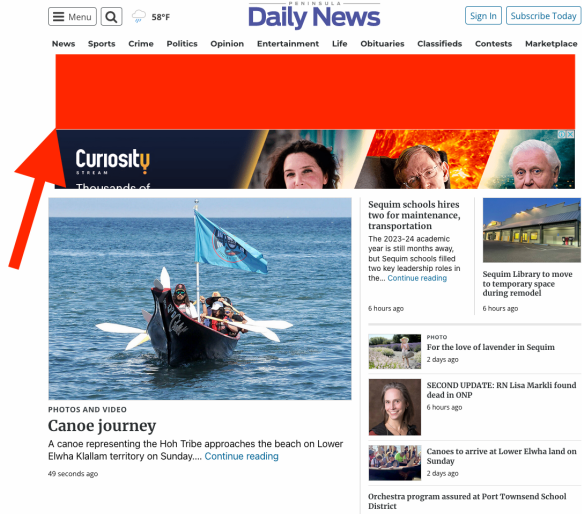 Menu
58°F
PENINSULA
Daily News
Sign In
Subscribe Today
News Sports Crime Politics Opinion Entertainment Life Obituaries Classifieds Contests Marketplace
CURIOSITY
STREAM
Thousands of
Sequim schools hires
two for maintenance,
transportation
The 2023-24 academic
year is still months away,
but Sequim schools filled
two key leadership roles in
the... Continue reading
6 hours ago
Sequim Library to move
to temporary space
during remodel
6 hours ago
PHOTO
For the love of lavender in Sequim
2 days ago
SECOND UPDATE: RN Lisa Markli found
dead in ONP
6 hours ago
Canoes to arrive at Lower Elwha land on
Sunday
2 days ago
Orchestra program assured at Port Townsend School
District
PHOTOS AND VIDEO
Canoe journey
A canoe representing the Hoh Tribe approaches the beach on Lower
Elwha Klallam territory on Sunday.... Continue reading
49 seconds ago